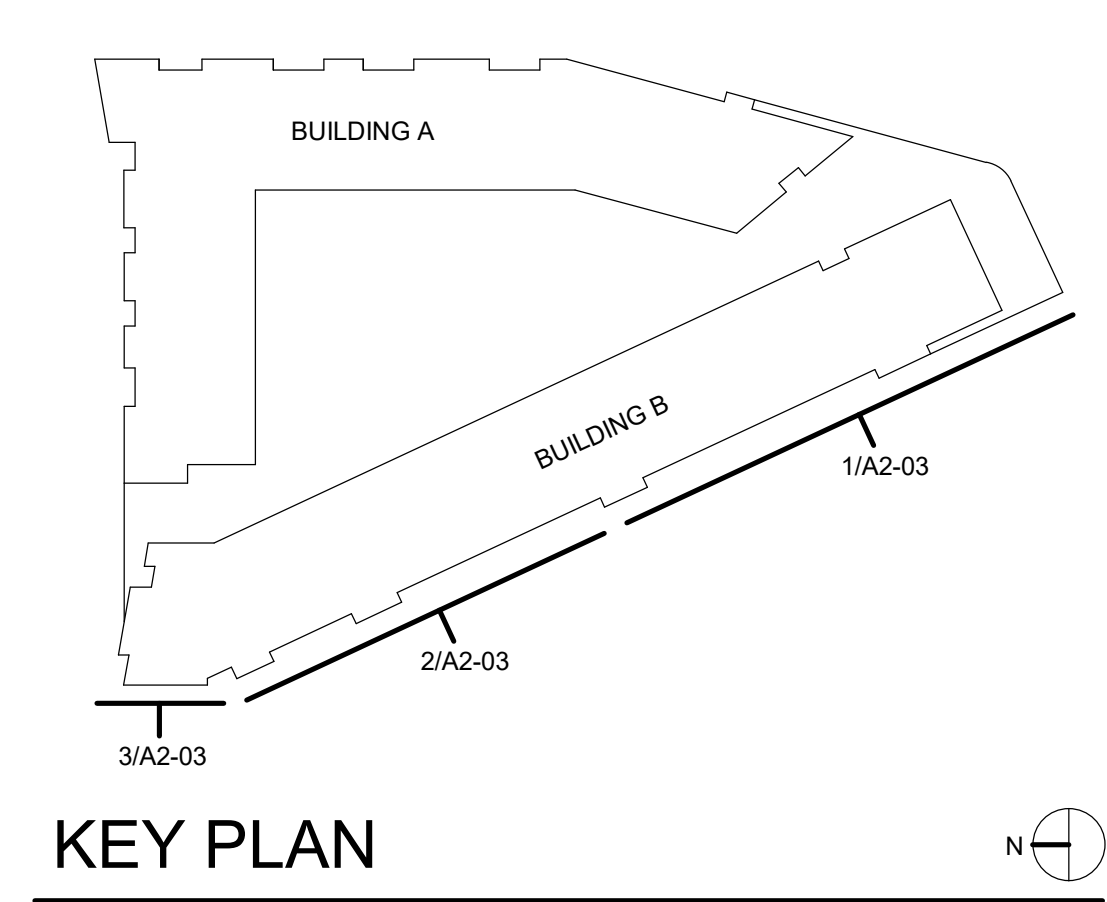 BUILDING A
BUILDING B
1/A2-03
2/A2-03
3/A2-03
KEY PLAN
N